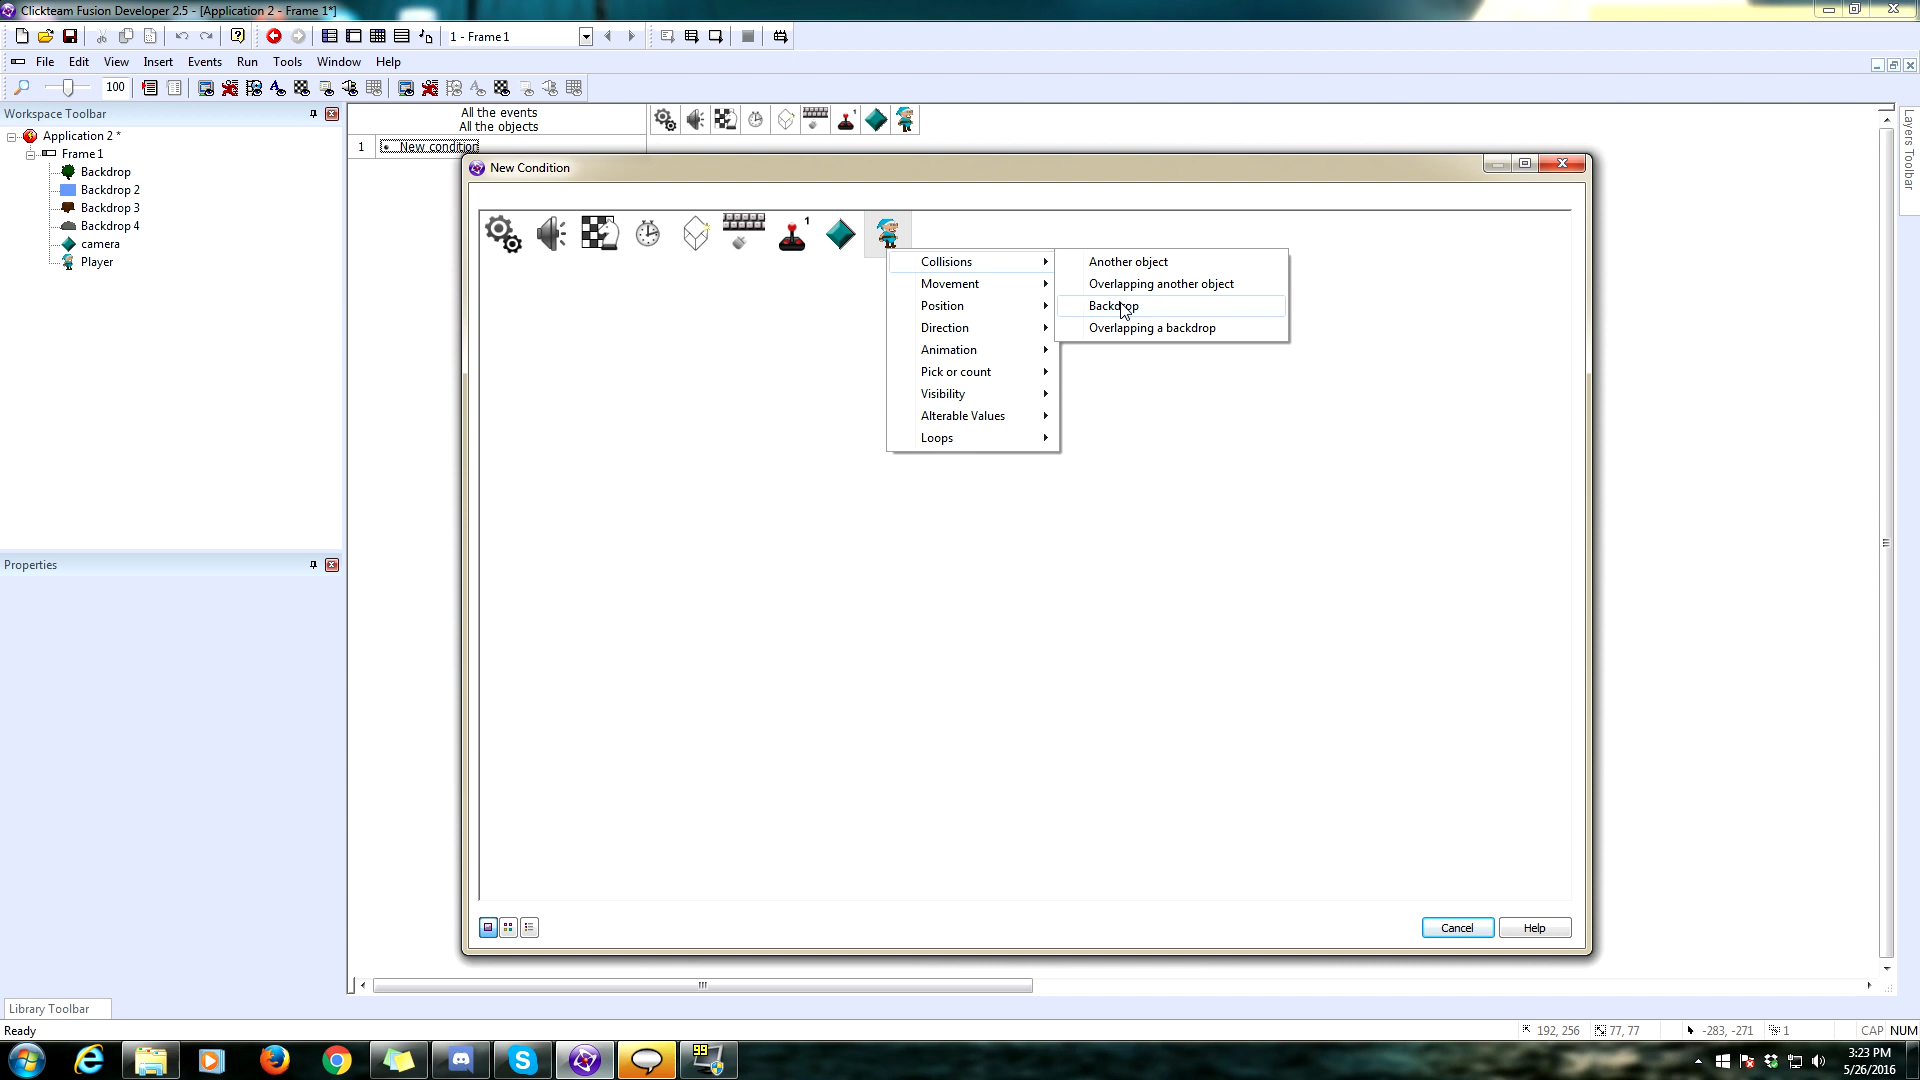 Clickteam Fusion Developer 2.5 - [Application 2 - Frame 1*]
1 - Frame 1
File Edit View Insert Events Run Tools Window Help
100
Workspace Toolbar
Application 2 *
Frame 1
Backdrop
Backdrop 2
Backdrop 3
Backdrop 4
camera
Player
Properties
Library Toolbar
Ready
All the events
All the objects
1
1 • New condition
New Condition
1
Collisions
Movement
Position
Direction
Animation
Pick or count
Visibility
Alterable Values
Loops
Another object
Overlapping another object
Backdrop
Overlapping a backdrop
Cancel Help
Layers Toolbar
192, 256 77, 77 -283, -271 1 CAP NUM
99
3:23 PM
5/26/2016